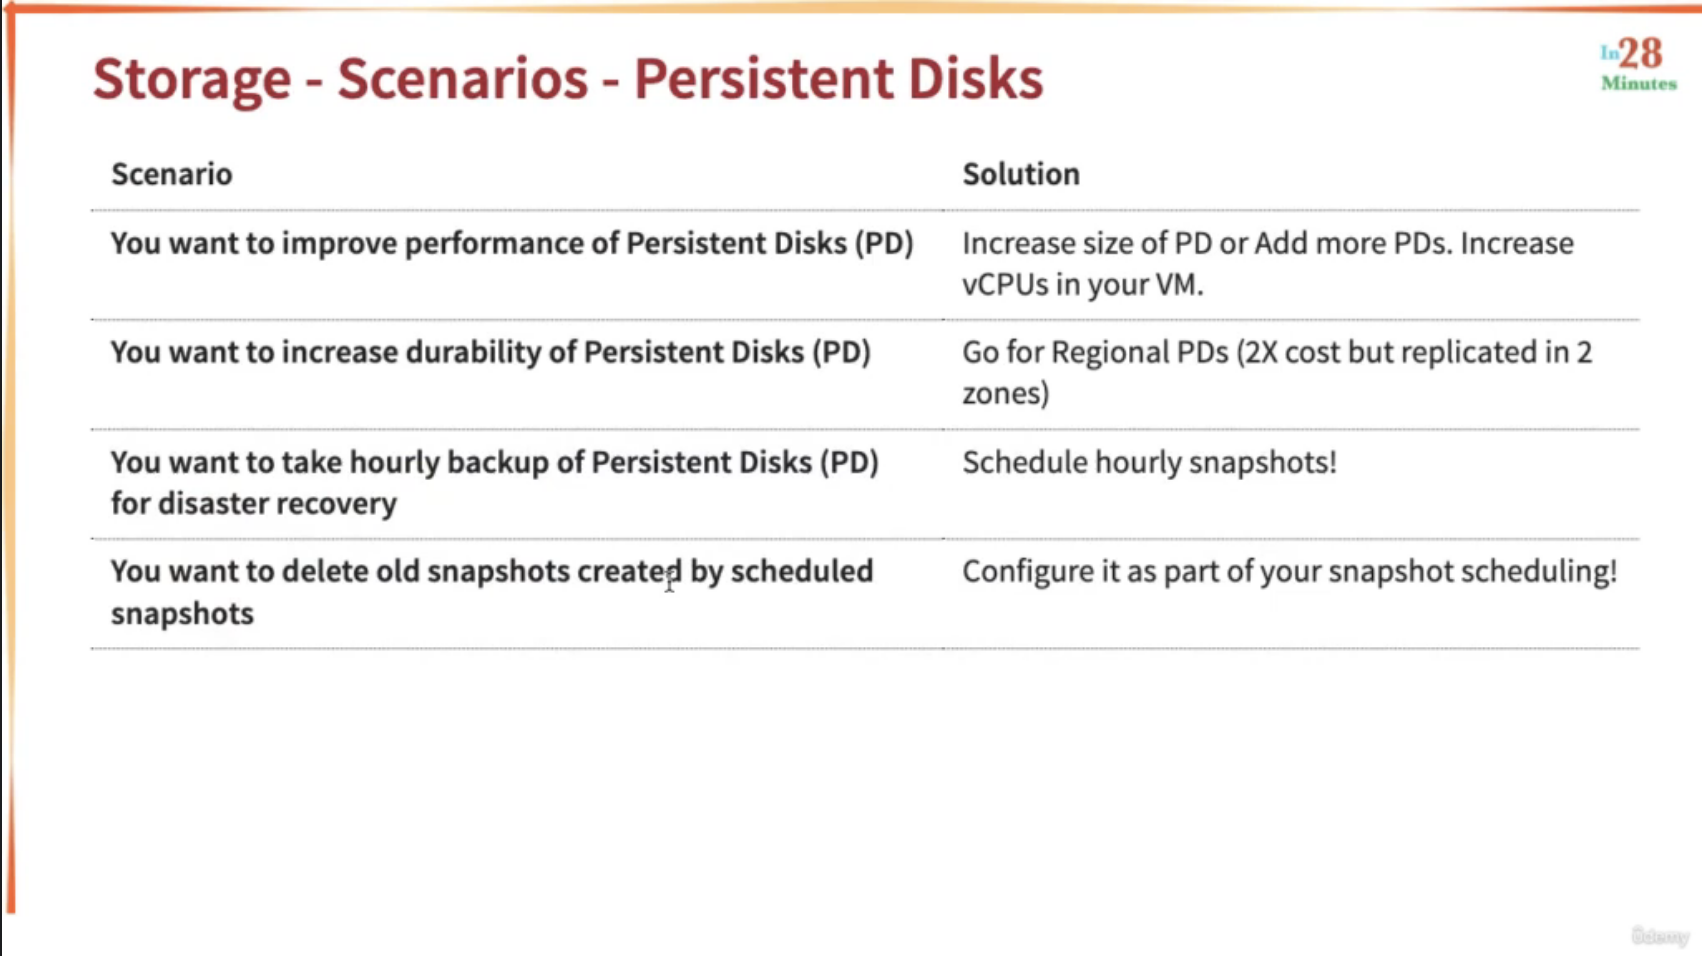 Storage - Scenarios - Persistent Disks
In28
Minutes
Scenario
Solution
You want to improve performance of Persistent Disks (PD)
Increase size of PD or Add more PDs. Increase
vCPUs in your VM.
You want to increase durability of Persistent Disks (PD)
Go for Regional PDs (2X cost but replicated in 2
zones)
You want to take hourly backup of Persistent Disks (PD)
for disaster recovery
Schedule hourly snapshots!
You want to delete old snapshots created by scheduled
snapshots
Configure it as part of your snapshot scheduling!
ûdemy